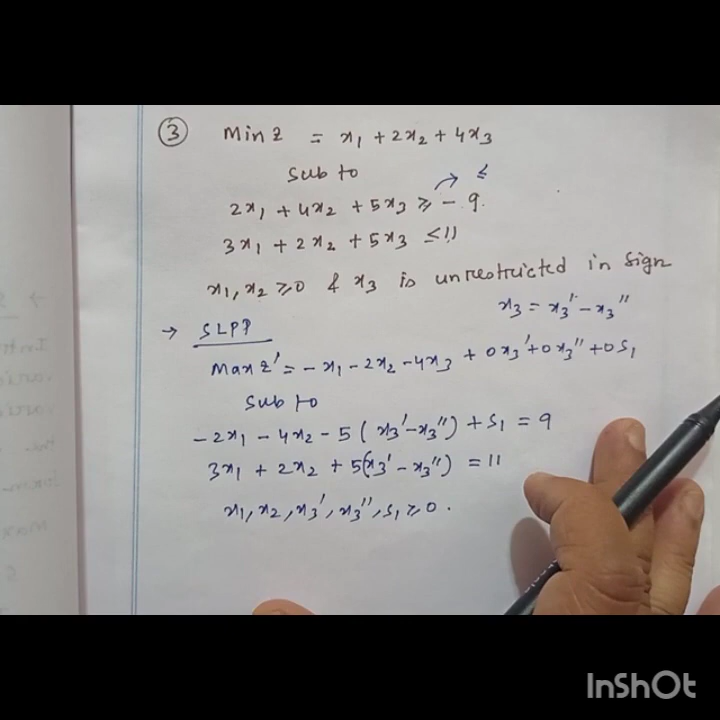 ③ Min Z = x₁ + 2x₂ + 4x₃
Sub to
≤
2x₁ + 4x₂ + 5x₃ ≥ - 9.
3x₁ + 2x₂ + 5x₃ ≤ 11
x₁, x₂ ≥ 0 & x₃ is unrestricted in Sign
x₃ = x₃' - x₃''
→ SLPP
Max Z' = - x₁ - 2x₂ - 4x₃ + 0x₃' + 0x₃'' + 0S₁
Sub to
- 2x₁ - 4x₂ - 5 ( x₃' - x₃'') + S₁ = 9
3x₁ + 2x₂ + 5(x₃' - x₃'') = 11
x₁, x₂, x₃', x₃'', S₁ ≥ 0 .
InShOt